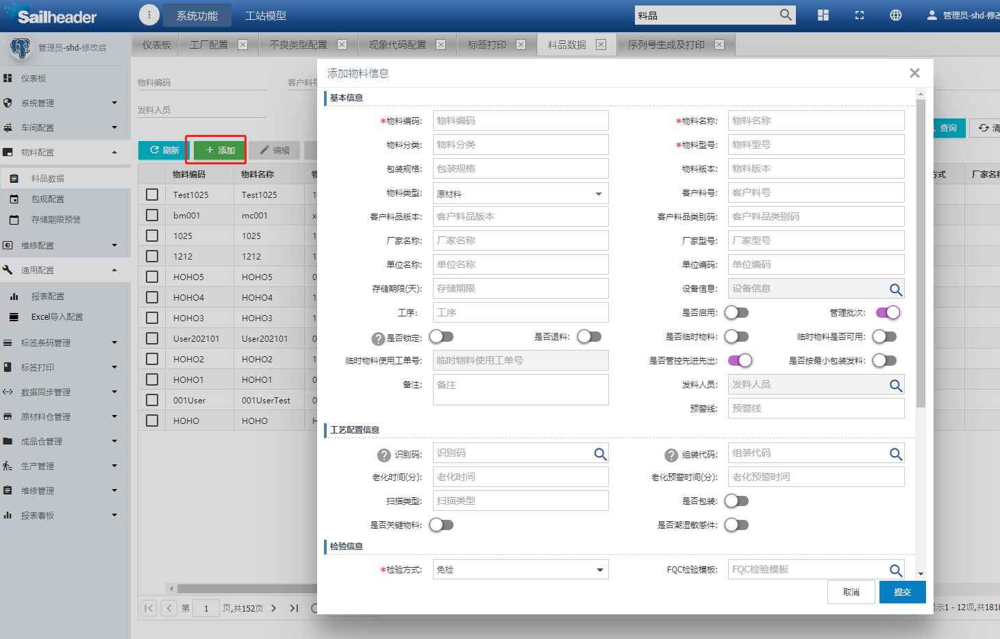 Sailheader
系统功能
工站模型
料品
管理员-shd-修改
管理员-shd-修改后
仪表板
工厂配置
不良类型配置
现象代码配置
标签打印
料品数据
序列号生成及打印
仪表板
系统管理
车间配置
物料配置
料品数据
包规配置
存储期限预警
维修配置
通用配置
报表配置
Excel导入配置
标签条码管理
标签打印
数据同步管理
原材料仓管理
成品仓管理
生产管理
维修管理
报表看板
物料编码
客户料号
发料人员
查询
清
刷新
添加
编辑
物料编码 物料名称 物
方式 厂家名称
Test1025 Test1025 1
bm001 mc001 x
1025 1025 1
1212 1212 1
HOHO5 HOHO5 0
HOHO4 HOHO4 1
HOHO3 HOHO3 1
User202101 User202101 0
HOHO2 HOHO2 1
HOHO1 HOHO1 0
001User 001UserTest 0
HOHO HOHO H
第 1 页,共152页
显示1 - 12项,共1818
添加物料信息
基本信息
*物料编码: 物料编码 *物料名称: 物料名称
物料分类: 物料分类 *物料型号: 物料型号
包装规格: 包装规格 物料版本: 物料版本
物料类型: 原材料 客户料号: 客户料号
客户料品版本: 客户料品版本 客户料品类别码: 客户料品类别码
厂家名称: 厂家名称 厂家型号: 厂家型号
单位名称: 单位名称 单位编码: 单位编码
存储期限(天): 存储期限 设备信息: 设备信息
工序: 工序 是否启用: 管理批次:
?是否锁定: 是否退料: 是否临时物料: 临时物料是否可用:
临时物料使用工单号: 临时物料使用工单号 是否管控先进先出: 是否按最小包装发料:
备注: 备注 发料人员: 发料人员
预警线: 预警线
工艺配置信息
?识别码: 识别码 ?组装代码: 组装代码
老化时间(分): 老化时间 老化预警时间(分): 老化预警时间
扫描类型: 扫描类型 是否包装:
是否关键物料: 是否潮湿敏感件:
检验信息
*检验方式: 免检 FQC检验模板: FQC检验模板
取消 提交